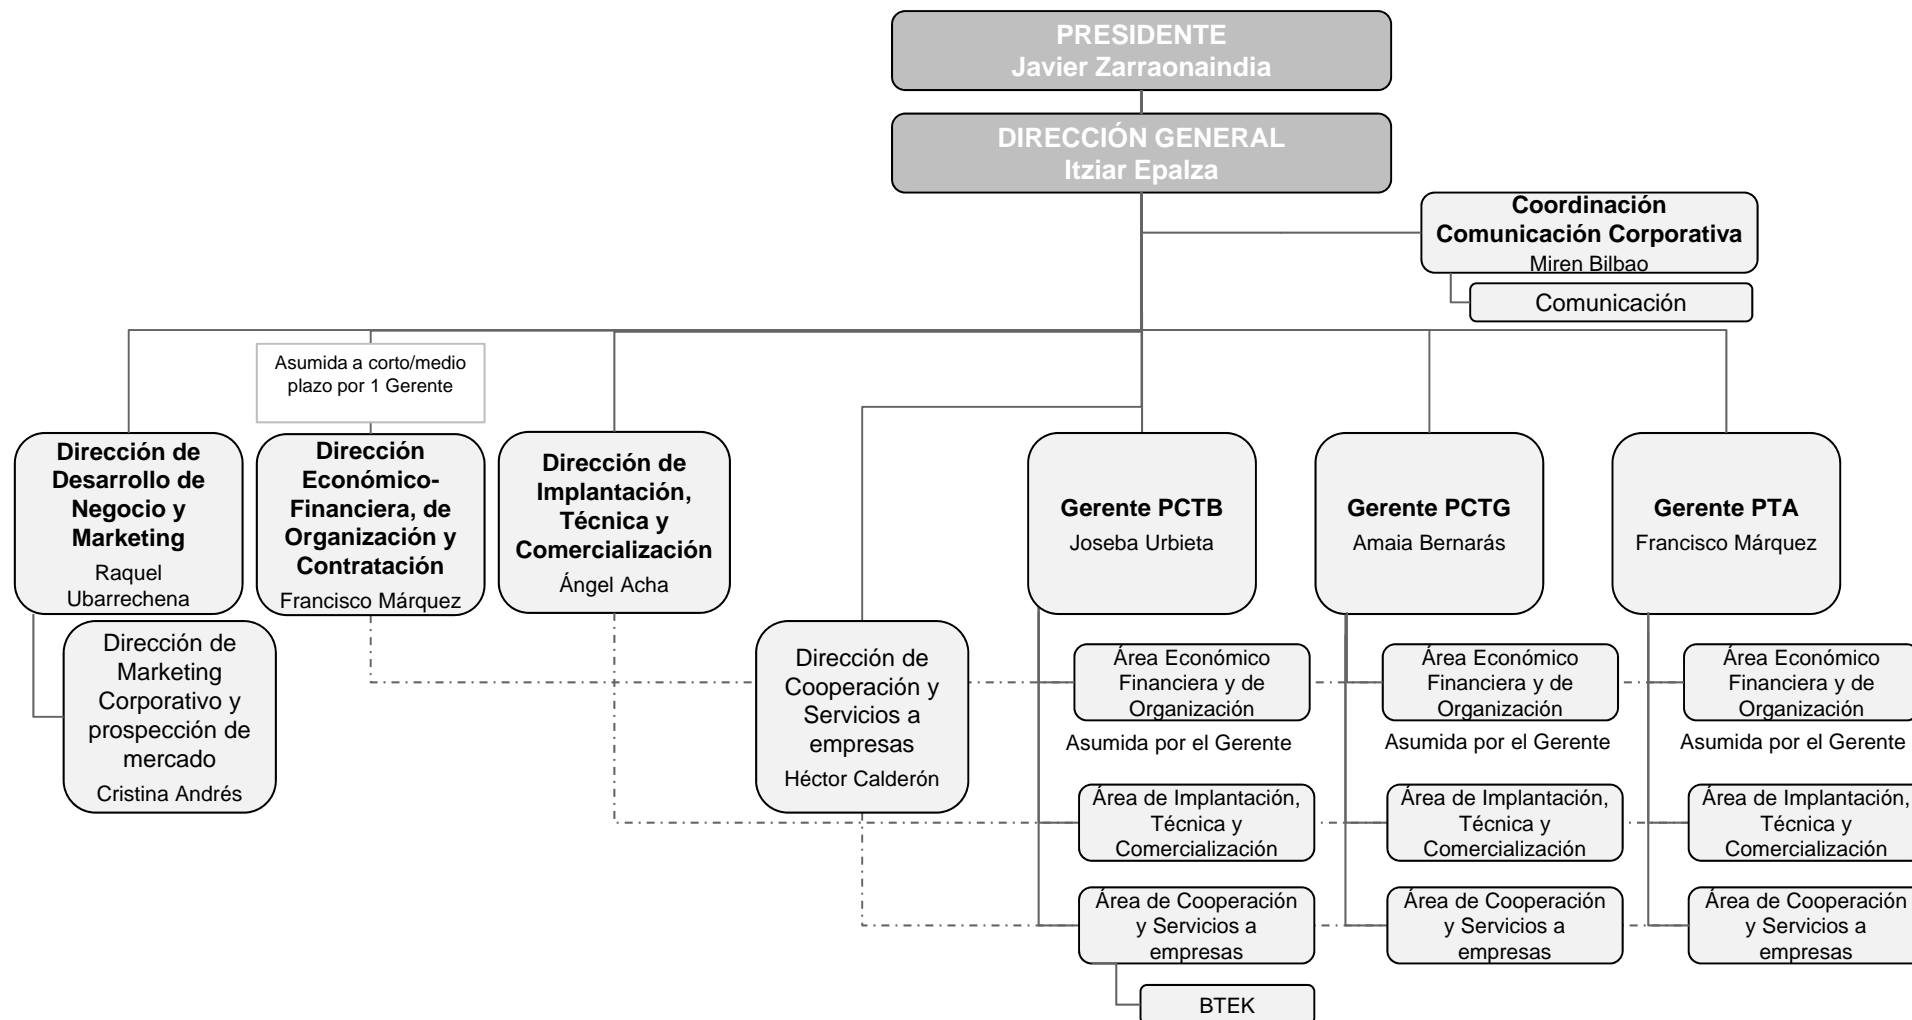 PRESIDENTE
Javier Zarraonaindia
DIRECCIÓN GENERAL
Itziar Epalza
Coordinación
Comunicación Corporativa
Miren Bilbao
Comunicación
Asumida a corto/medio
plazo por 1 Gerente
Dirección de
Desarrollo de
Negocio y
Marketing
Raquel
Ubarrechena
Dirección
Económico-
Financiera, de
Organización y
Contratación
Francisco Márquez
Dirección de
Implantación,
Técnica y
Comercialización
Ángel Acha
Gerente PCTB
Joseba Urbieta
Gerente PCTG
Amaia Bernarás
Gerente PTA
Francisco Márquez
Dirección de
Marketing
Corporativo y
prospección de
mercado
Cristina Andrés
Dirección de
Cooperación y
Servicios a
empresas
Héctor Calderón
Área Económico
Financiera y de
Organización
Asumida por el Gerente
Área Económico
Financiera y de
Organización
Asumida por el Gerente
Área Económico
Financiera y de
Organización
Asumida por el Gerente
Área de Implantación,
Técnica y
Comercialización
Área de Implantación,
Técnica y
Comercialización
Área de Implantación,
Técnica y
Comercialización
Área de Cooperación
y Servicios a
empresas
Área de Cooperación
y Servicios a
empresas
Área de Cooperación
y Servicios a
empresas
BTEK